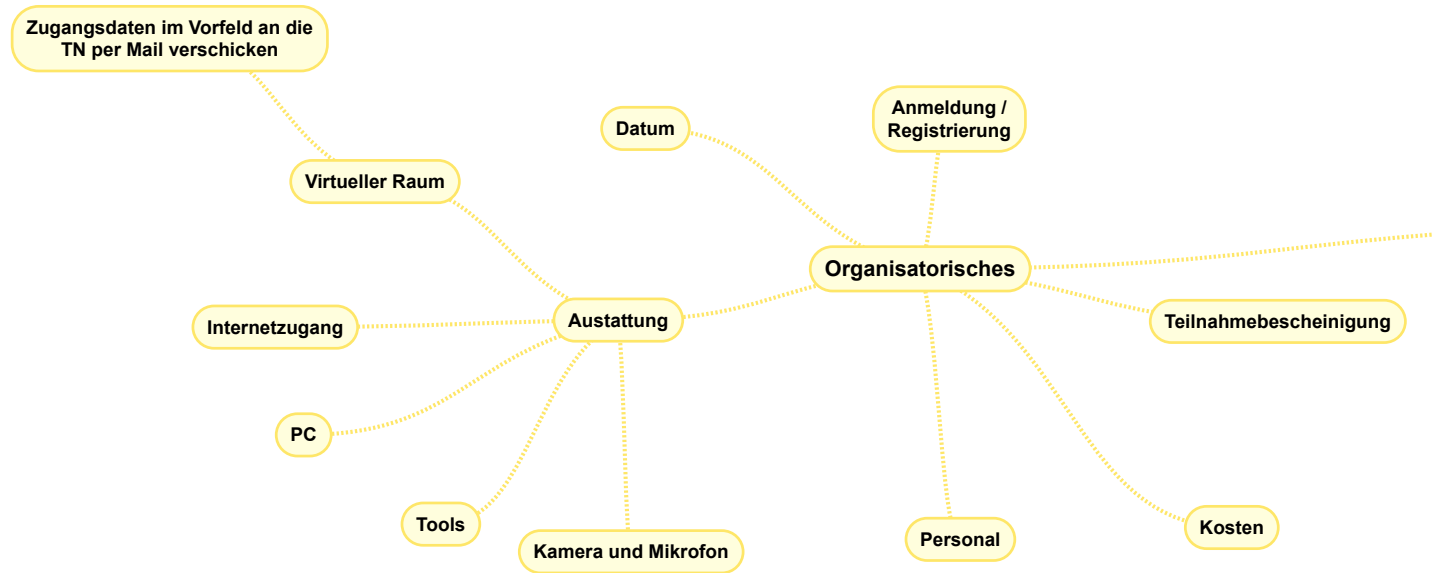 Zugangsdaten im Vorfeld an die
TN per Mail verschicken
Anmeldung /
Registrierung
Datum
Virtueller Raum
Organisatorisches
Internetzugang
Austattung
Teilnahmebescheinigung
PC
Tools
Kamera und Mikrofon
Personal
Kosten